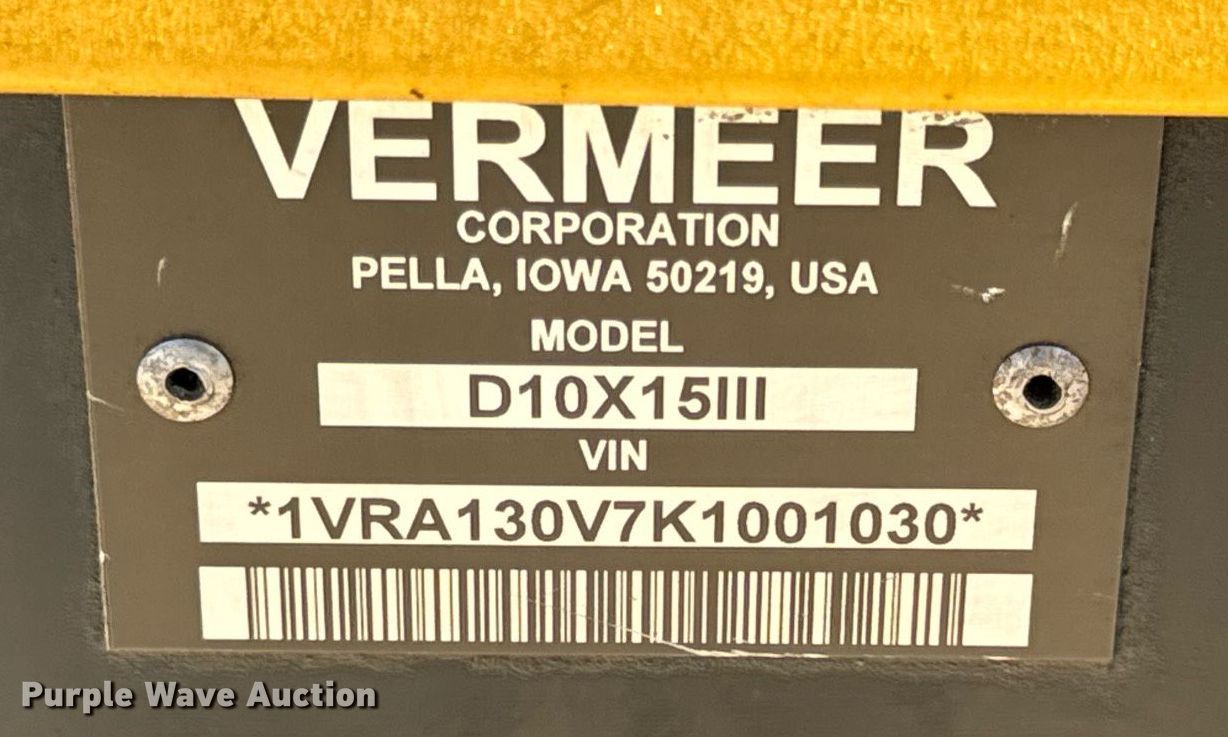 VERMEER
CORPORATION
PELLA, IOWA 50219, USA
MODEL
D10X15III
VIN
*1VRA130V7K1001030*
Purple Wave Auction